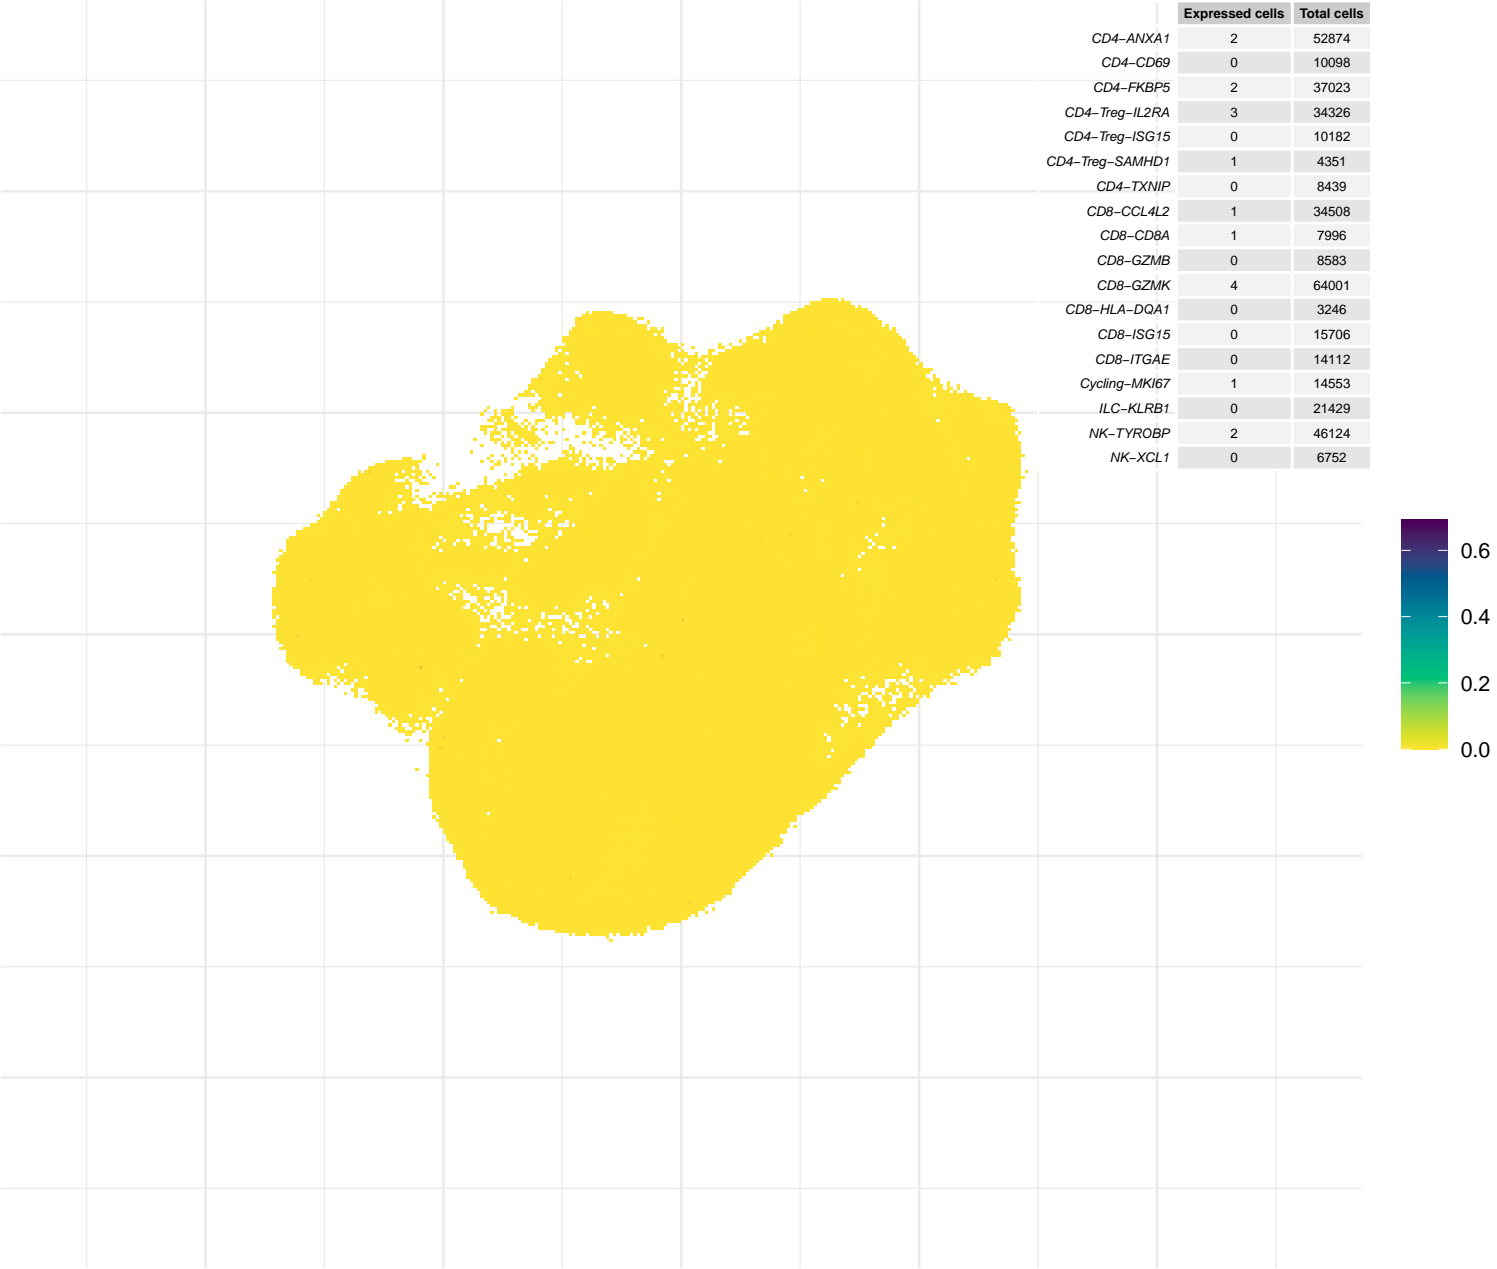 Expressed cells Total cells
CD4−ANXA1 2 52874
CD4−CD69 0 10098
CD4−FKBP5 2 37023
CD4−Treg−IL2RA 3 34326
CD4−Treg−ISG15 0 10182
CD4−Treg−SAMHD1 1 4351
CD4−TXNIP 0 8439
CD8−CCL4L2 1 34508
CD8−CD8A 1 7996
CD8−GZMB 0 8583
CD8−GZMK 4 64001
CD8−HLA−DQA1 0 3246
CD8−ISG15 0 15706
CD8−ITGAE 0 14112
Cycling−MKI67 1 14553
ILC−KLRB1 0 21429
NK−TYROBP 2 46124
NK−XCL1 0 6752
0.6
0.4
0.2
0.0